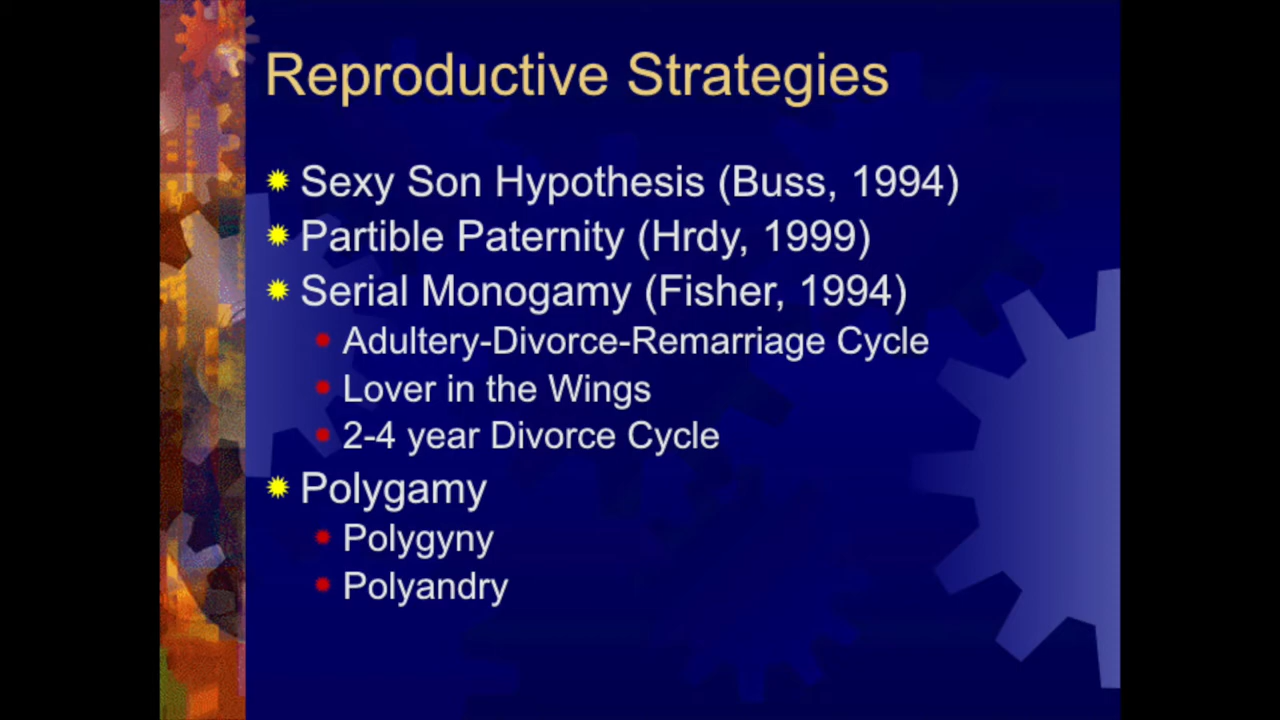 Reproductive Strategies
Sexy Son Hypothesis (Buss, 1994)
Partible Paternity (Hrdy, 1999)
Serial Monogamy (Fisher, 1994)
Adultery-Divorce-Remarriage Cycle
Lover in the Wings
2-4 year Divorce Cycle
Polygamy
Polygyny
Polyandry